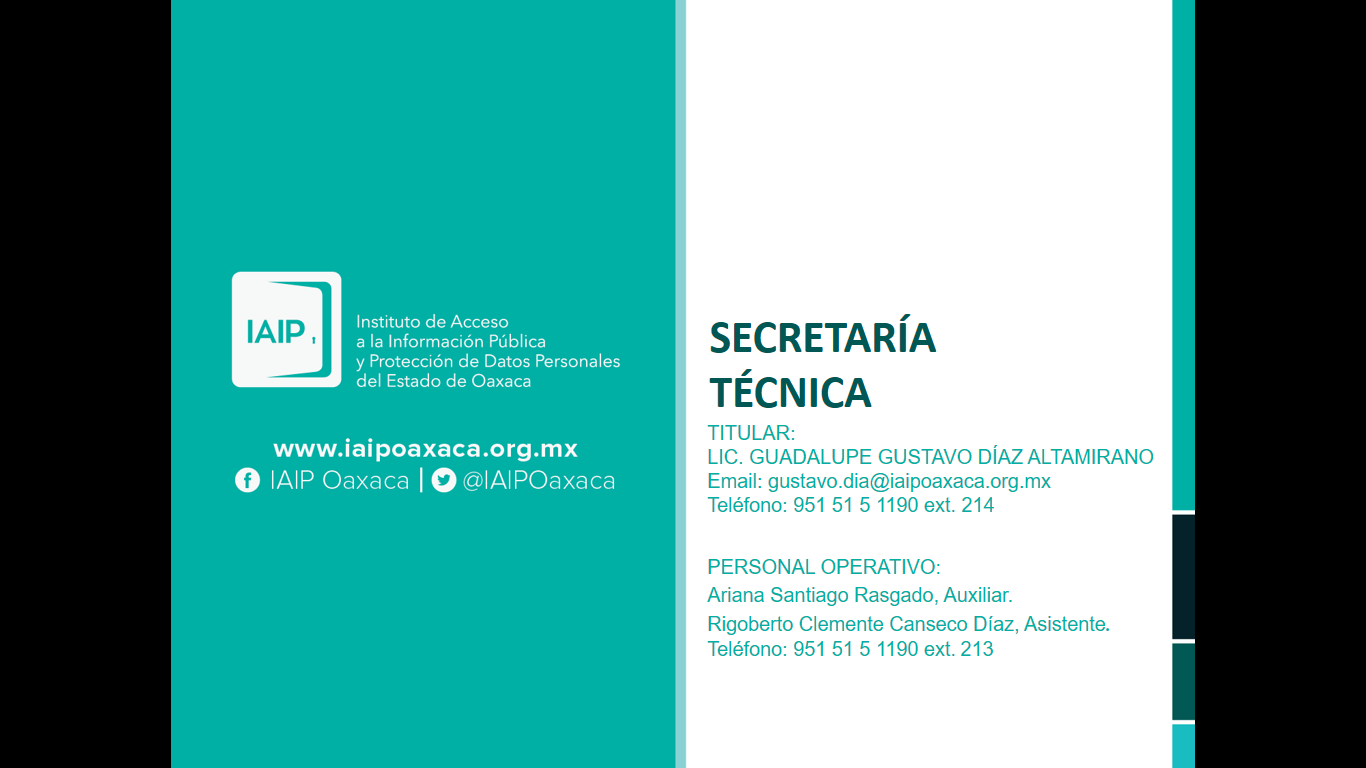 IAIP
Instituto de Acceso
a la Información Pública
y Protección de Datos Personales
del Estado de Oaxaca
www.iaipoaxaca.org.mx
IAIP Oaxaca | @IAIPOaxaca
SECRETARÍA
TÉCNICA
TITULAR:
LIC. GUADALUPE GUSTAVO DÍAZ ALTAMIRANO
Email: gustavo.dia@iaipoaxaca.org.mx
Teléfono: 951 51 5 1190 ext. 214
PERSONAL OPERATIVO:
Ariana Santiago Rasgado, Auxiliar.
Rigoberto Clemente Canseco Díaz, Asistente.
Teléfono: 951 51 5 1190 ext. 213